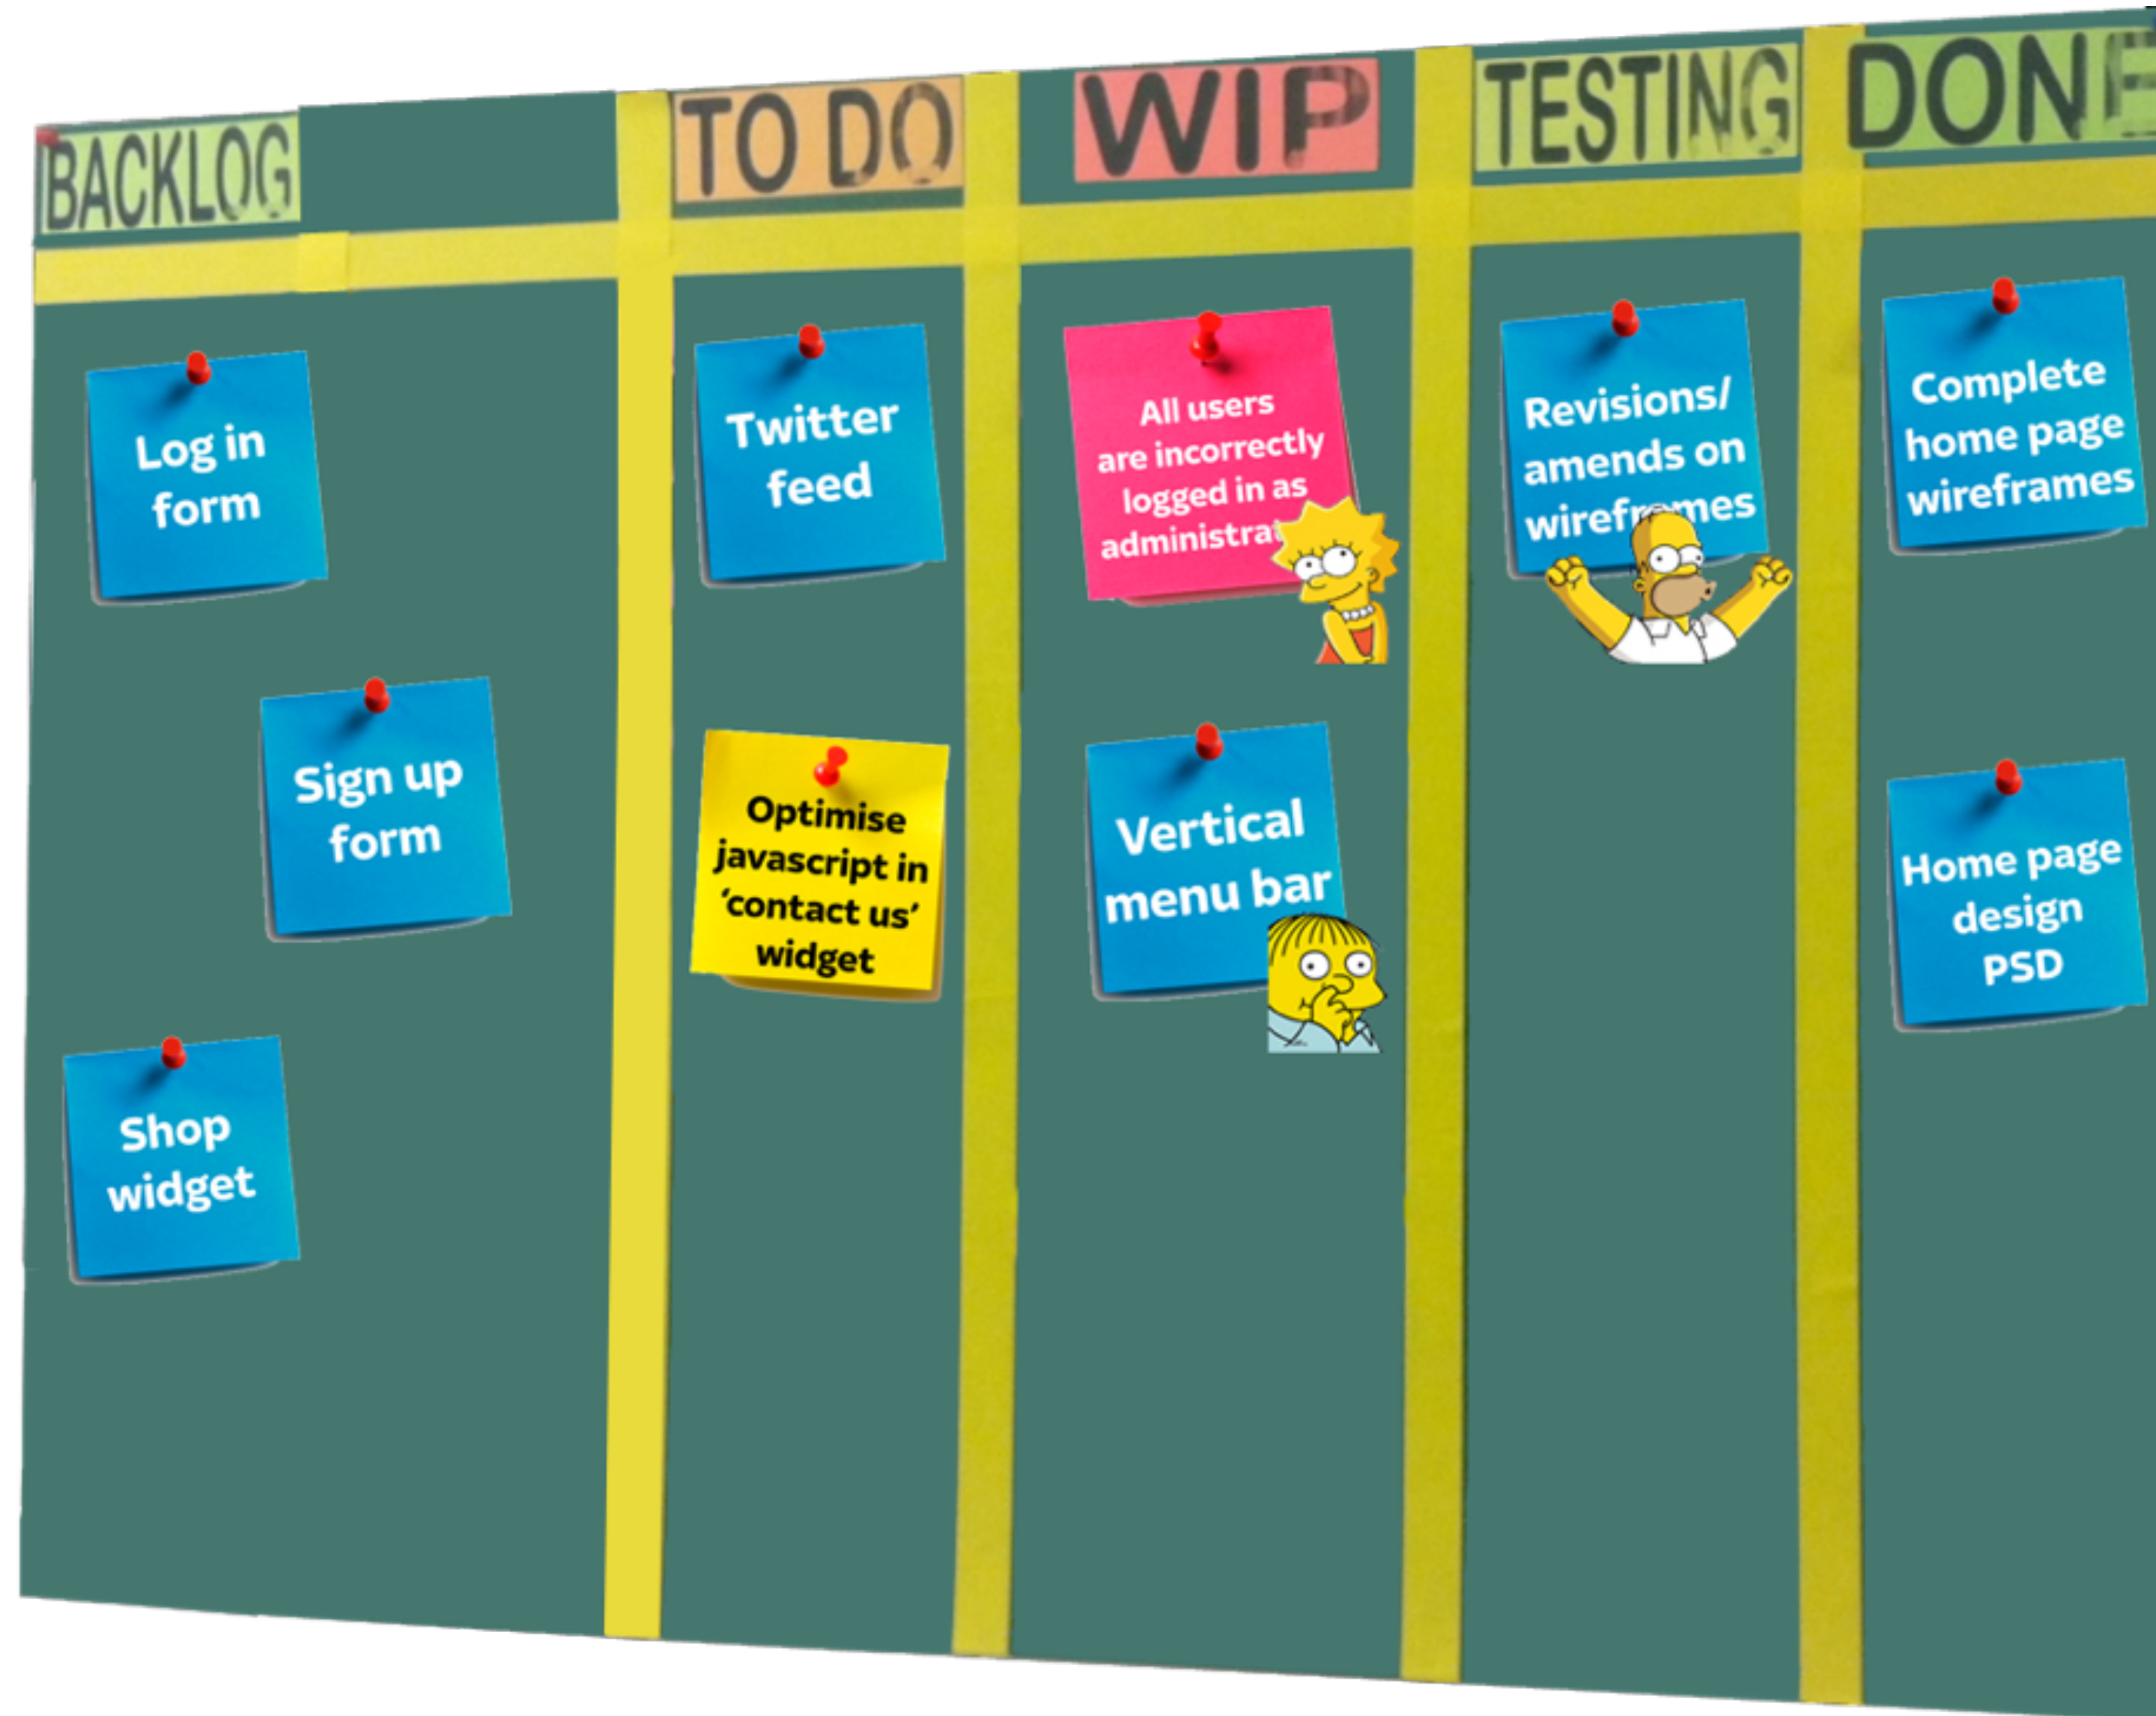 BACKLOG
TO DO
WIP
TESTING
DONE
Log in
form
Sign up
form
Shop
widget
Twitter
feed
Optimise
javascript in
‘contact us’
widget
All users
are incorrectly
logged in as
Vertical
menu bar
Revisions/
amends on
wireframes
Complete
home page
wireframes
Home page
design
PSD